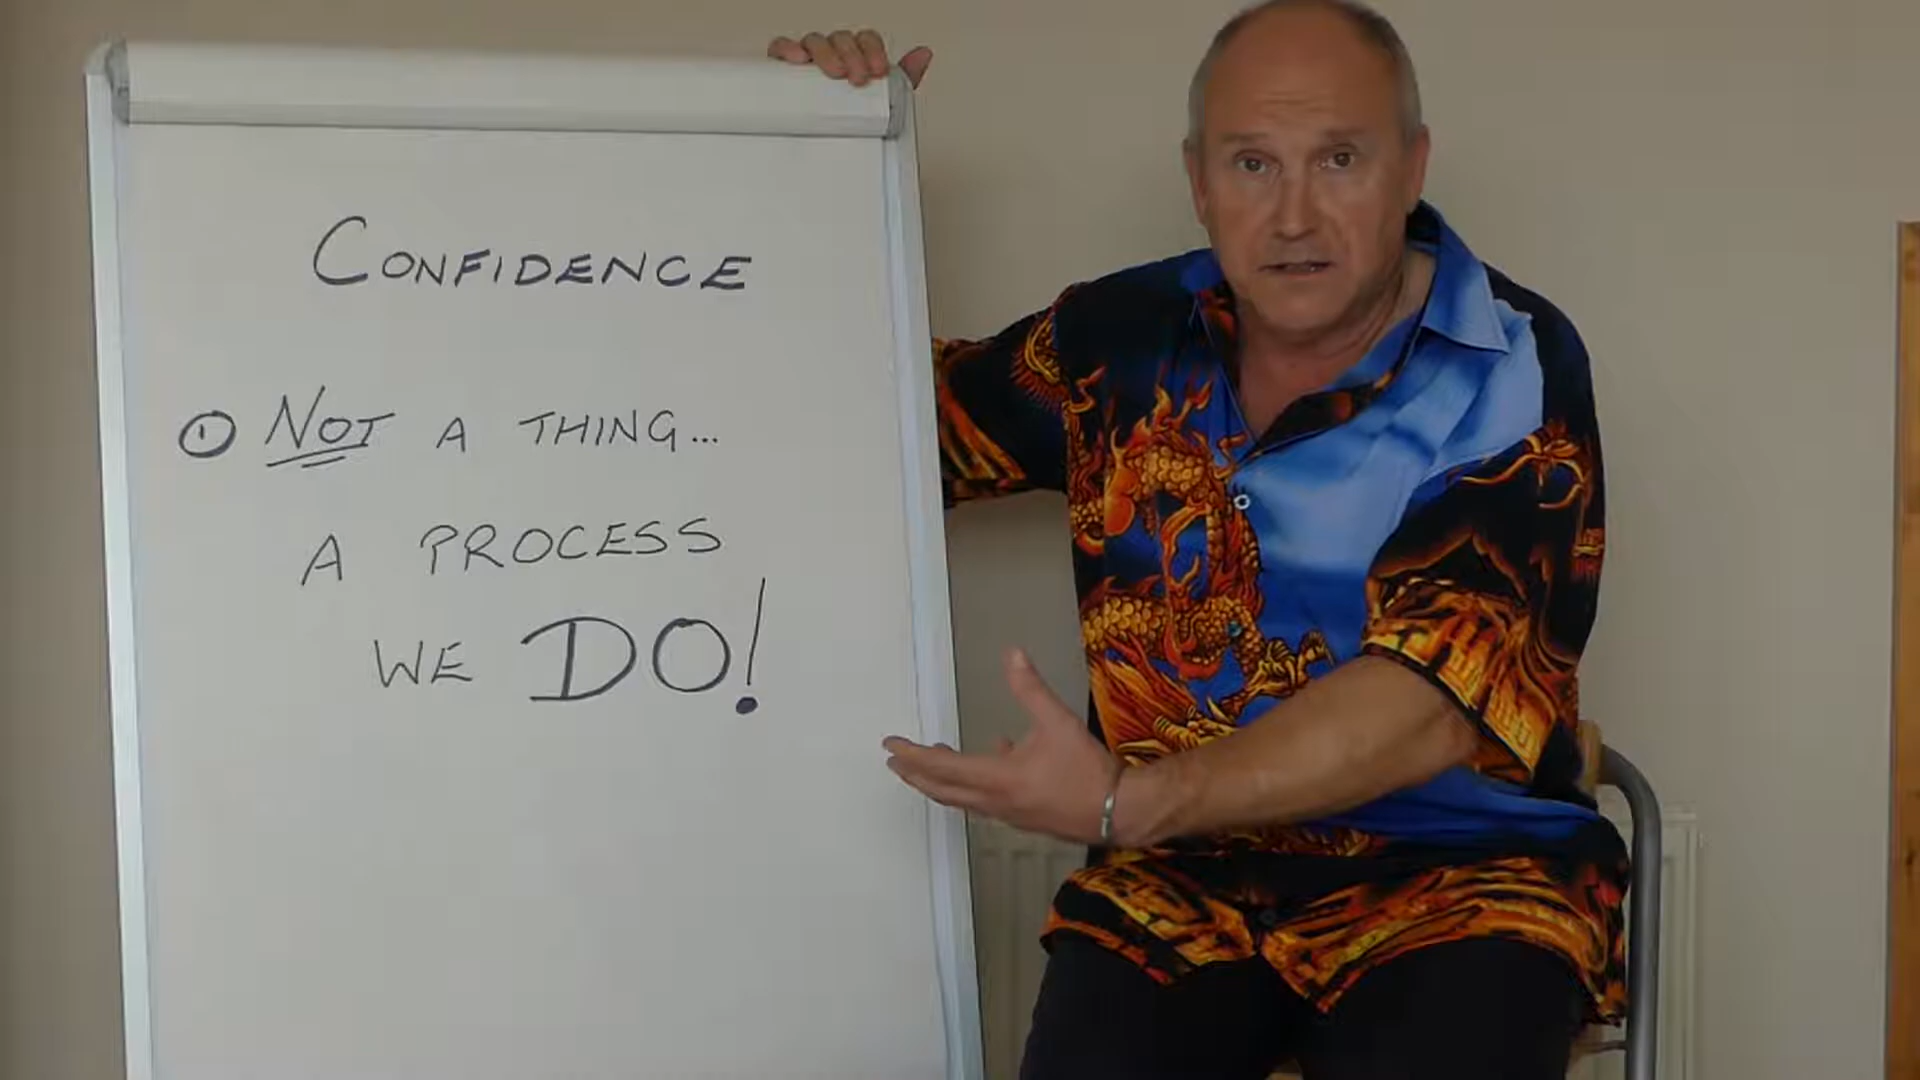 CONFIDENCE
① NOT A THING...
A PROCESS
WE DO!